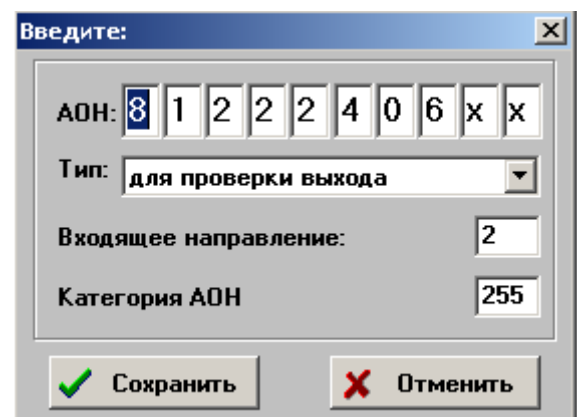 Введите:
АОН: 8 1 2 2 2 4 0 6 x x
Тип: для проверки выхода
Входящее направление: 2
Категория АОН 255
Сохранить Отменить